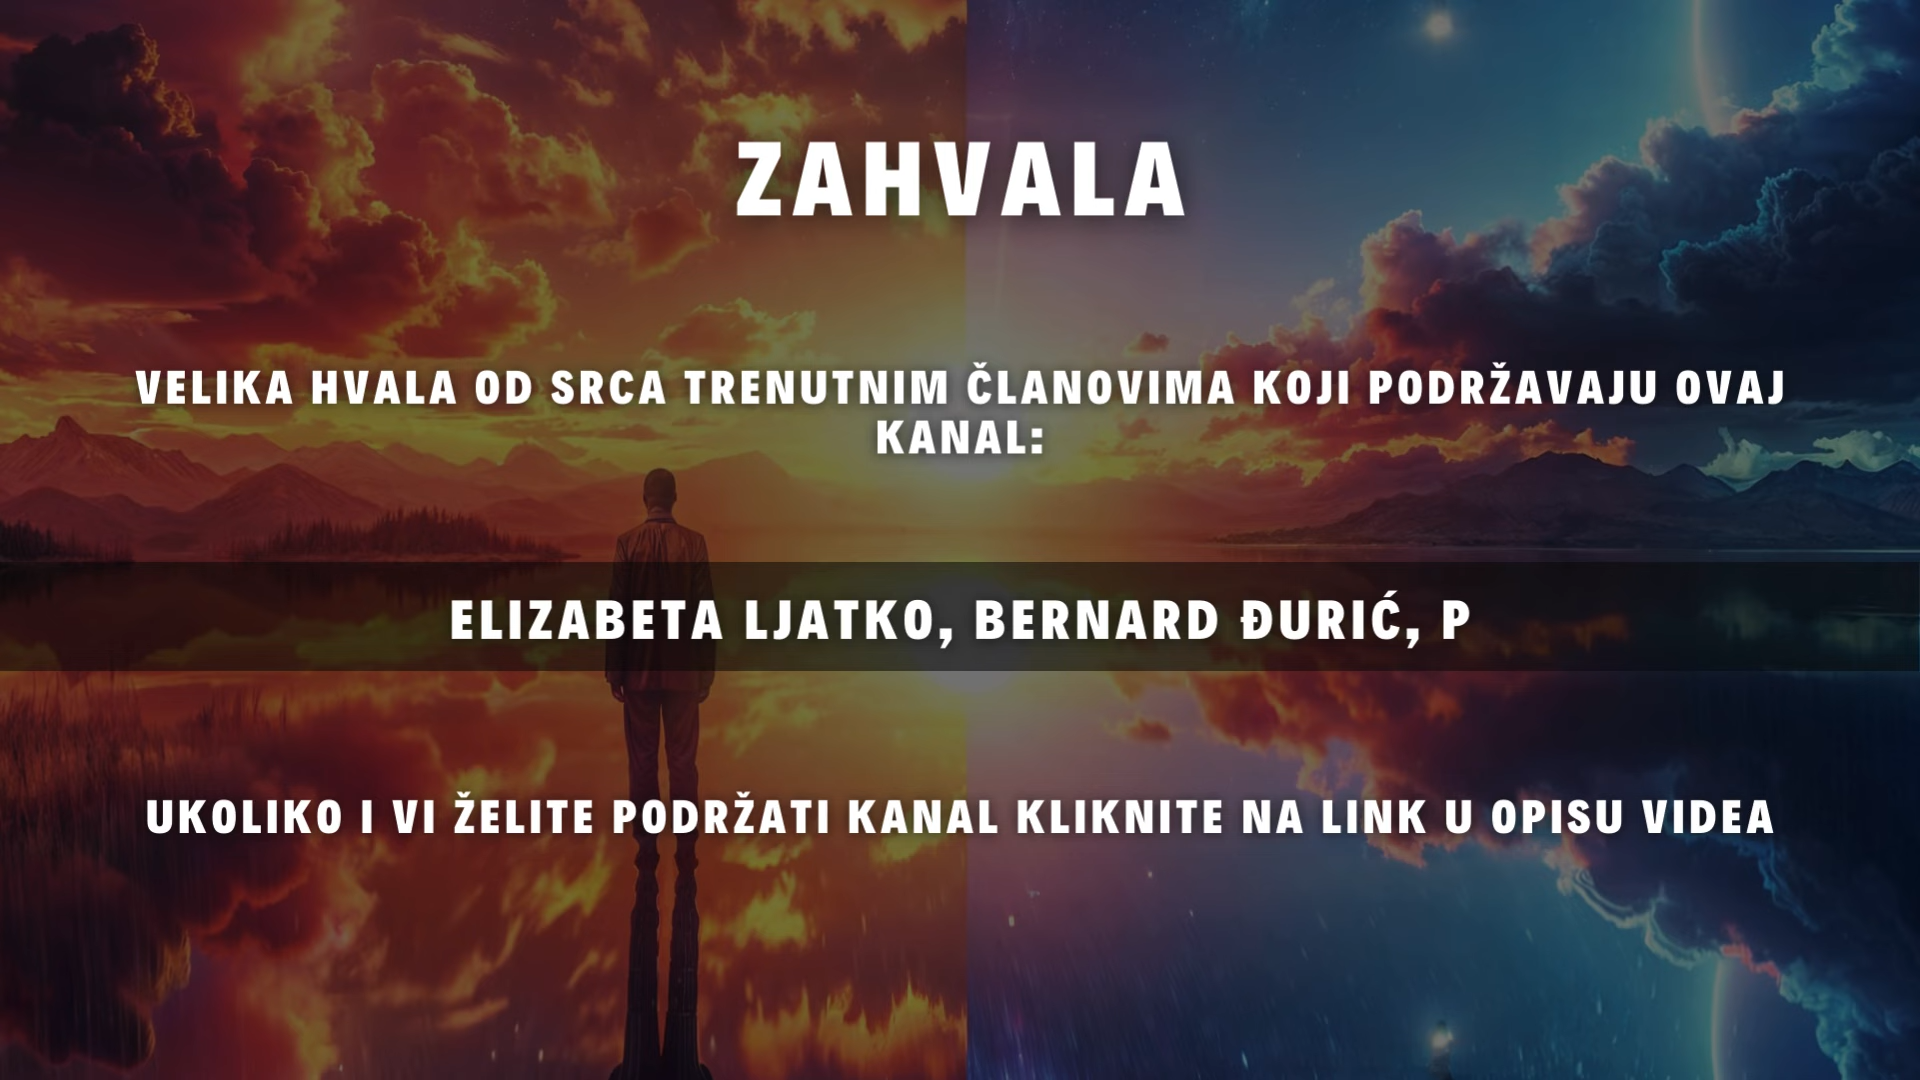 ZAHVALA
VELIKA HVALA OD SRCA TRENUTNIM ČLANOVIMA KOJI PODRŽAVAJU OVAJ
KANAL:
ELIZABETA LJATKO, BERNARD ĐURIĆ, P
UKOLIKO I VI ŽELITE PODRŽATI KANAL KLIKNITE NA LINK U OPISU VIDEA